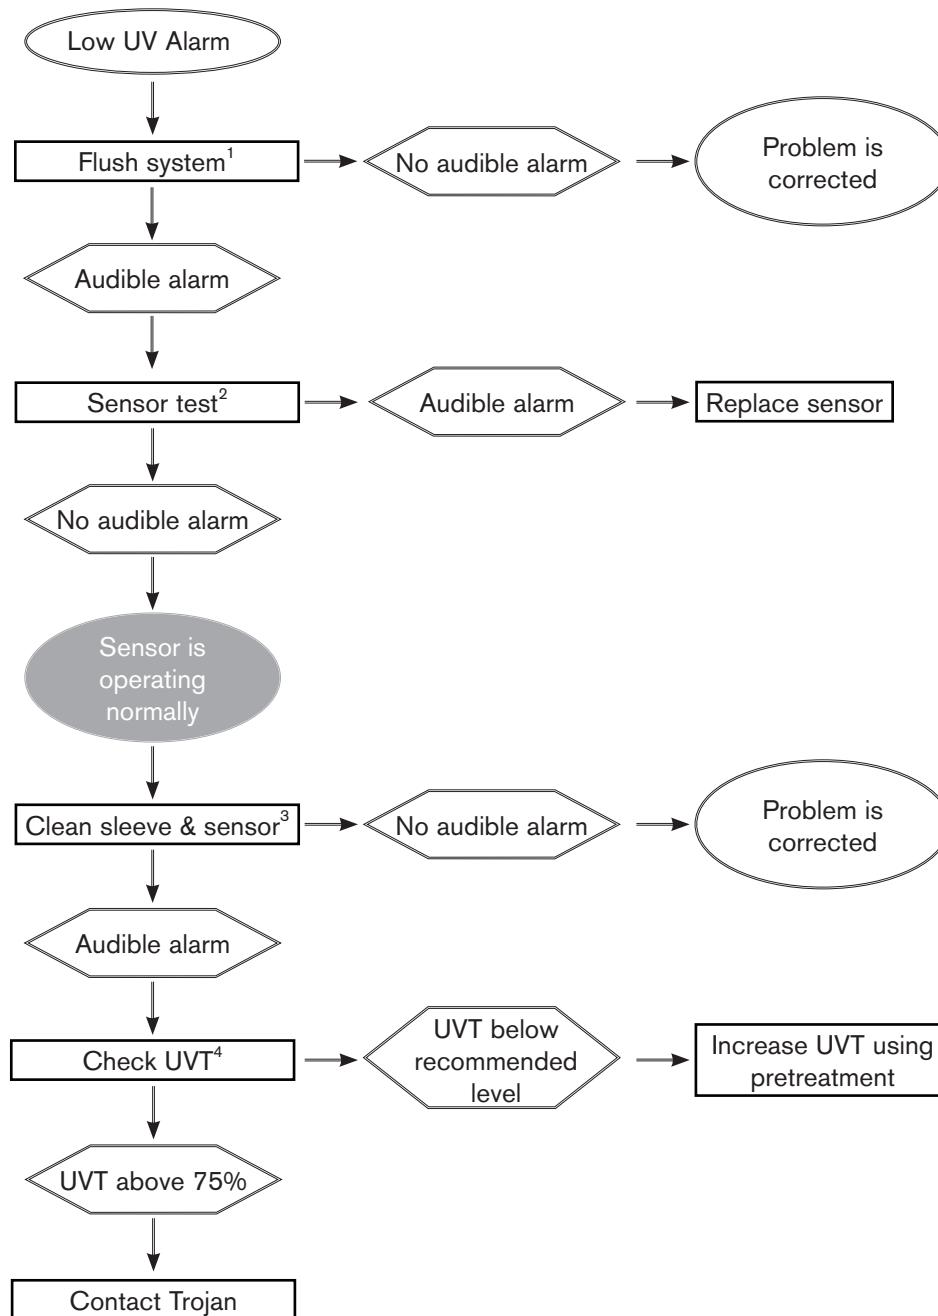 Low UV Alarm
Flush system¹
No audible alarm
Problem is
corrected
Audible alarm
Sensor test²
Audible alarm
Replace sensor
No audible alarm
Sensor is
operating
normally
Clean sleeve & sensor³
No audible alarm
Problem is
corrected
Audible alarm
Check UVT⁴
UVT below
recommended
level
Increase UVT using
pretreatment
UVT above 75%
Contact Trojan